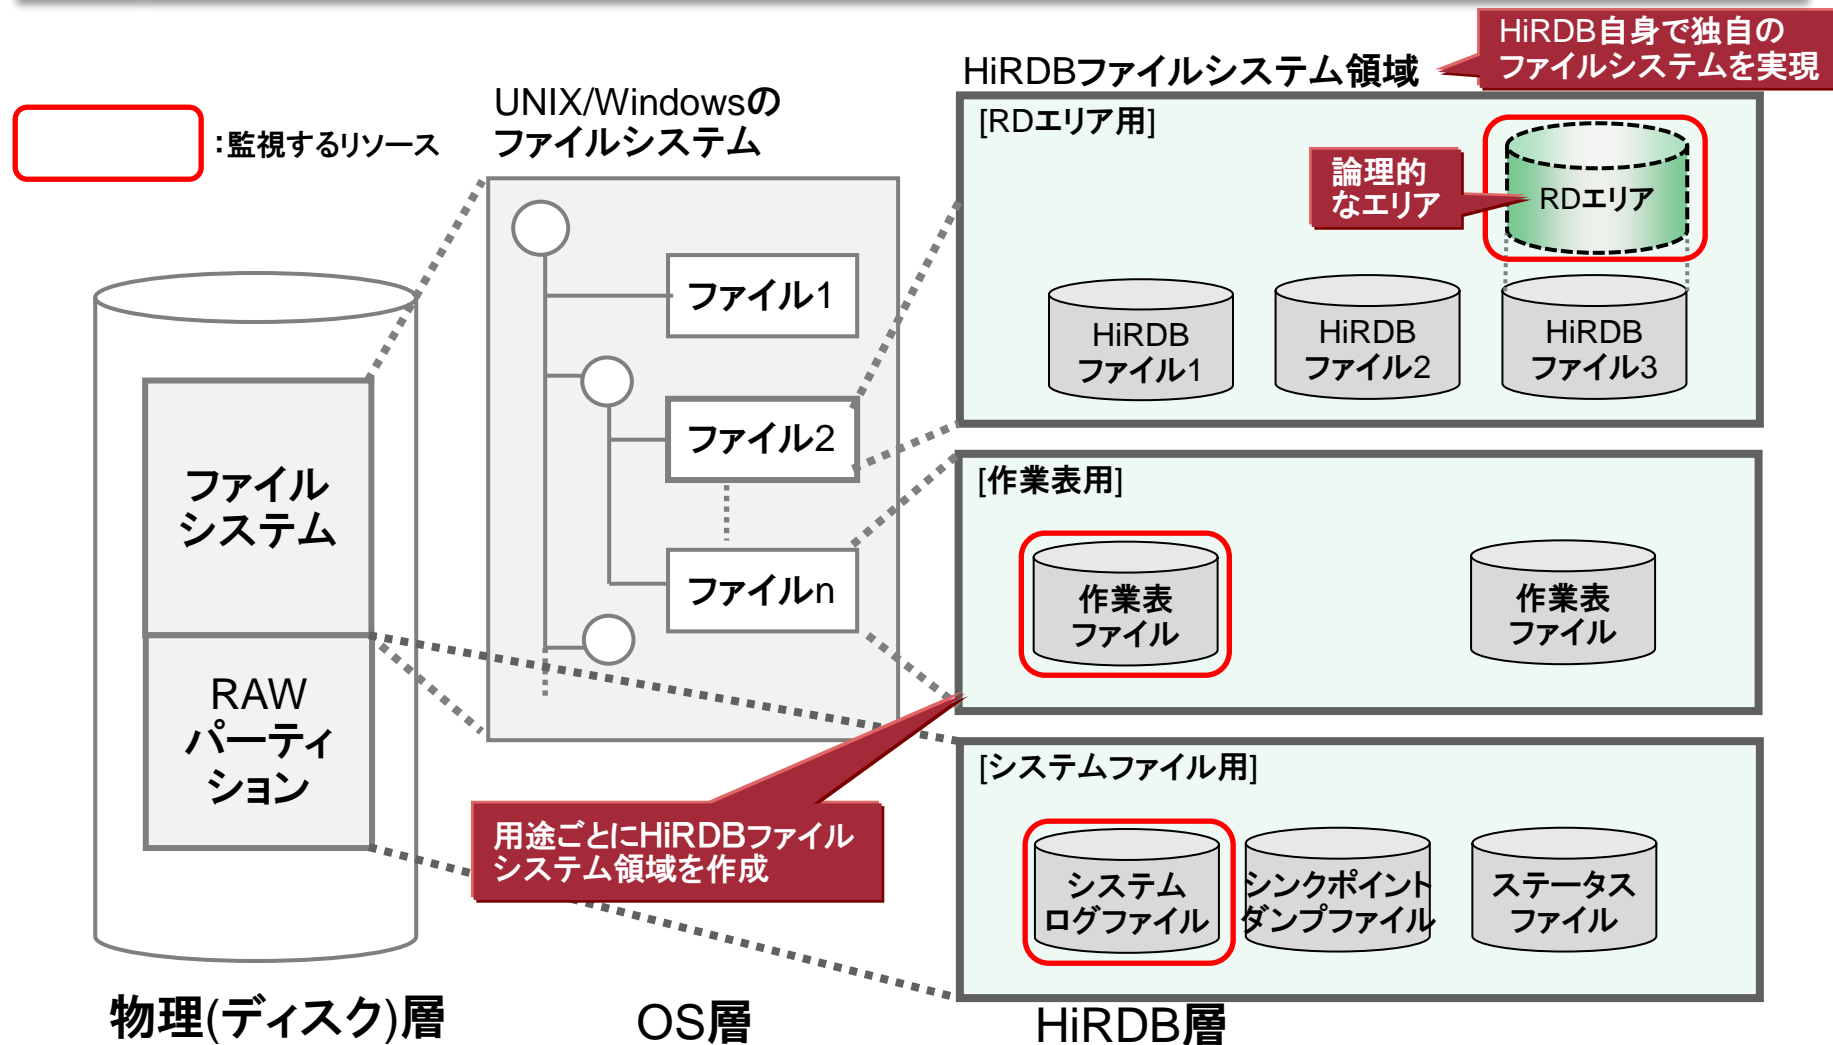 HiRDB自身で独自の
ファイルシステムを実現
HiRDBファイルシステム領域
UNIX/Windowsの
ファイルシステム
：監視するリソース
[RDエリア用]
論理的
なエリア
RDエリア
ファイル1
HiRDB
ファイル1
HiRDB
ファイル2
HiRDB
ファイル3
ファイル2
ファイル
システム
[作業表用]
ファイルn
作業表
ファイル
作業表
ファイル
RAW
パーティ
ション
[システムファイル用]
用途ごとにHiRDBファイル
システム領域を作成
システム
ログファイル
シンクポイント
ダンプファイル
ステータス
ファイル
物理(ディスク)層
OS層
HiRDB層